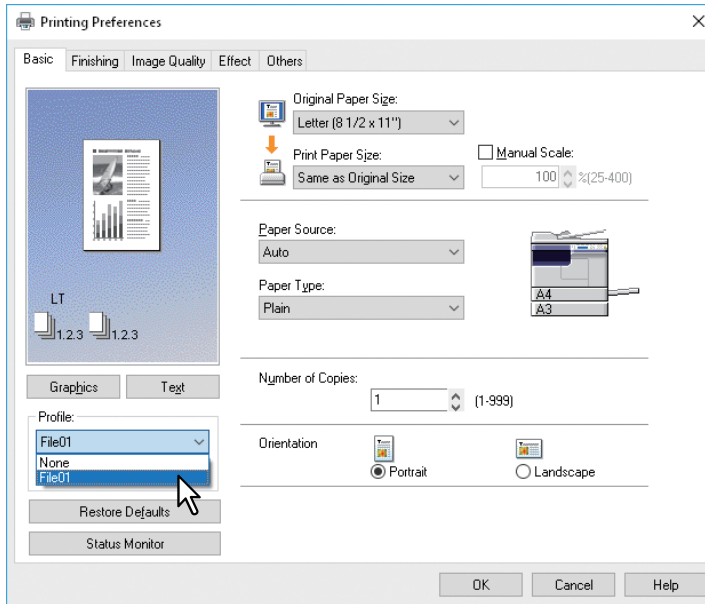 Printing Preferences
Basic Finishing Image Quality Effect Others
Original Paper Size:
Letter (8 1/2 x 11")
Print Paper Size:
Same as Original Size
Manual Scale:
100 %(25-400)
Paper Source:
Auto
Paper Type:
Plain
A4
A3
LT
1.2.3 1.2.3
Graphics Text
Profile:
File01
None
File01
Restore Defaults
Status Monitor
Number of Copies:
1 (1-999)
Orientation
Portrait Landscape
OK Cancel Help